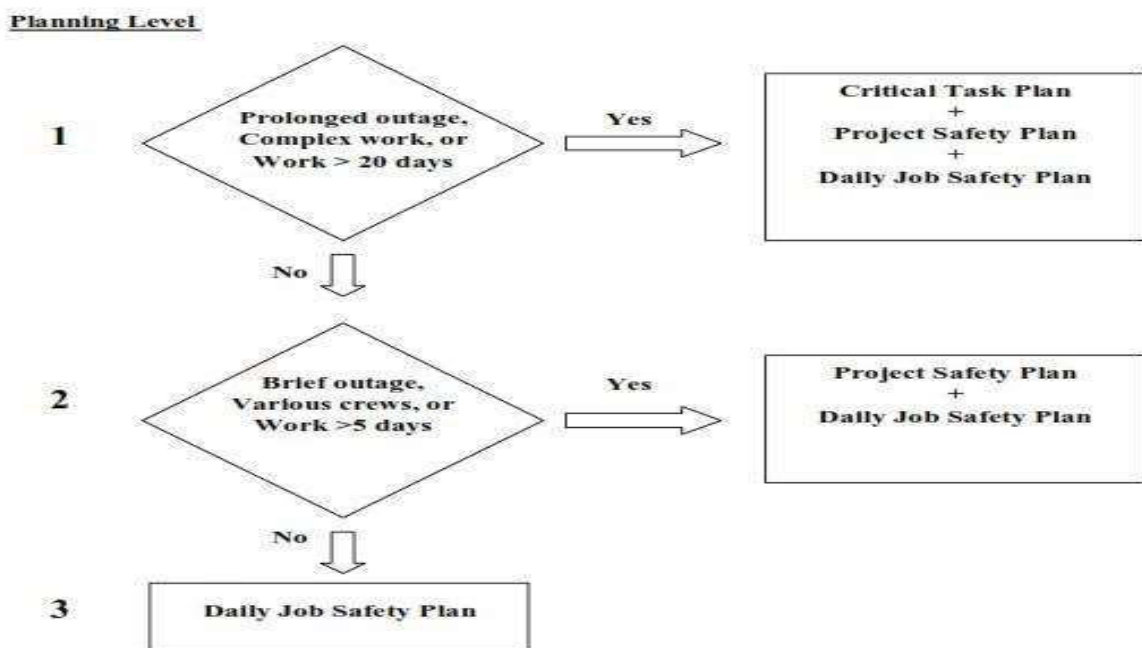 Planning Level
1
Prolonged outage,
Complex work, or
Work > 20 days
Yes
Critical Task Plan
+
Project Safety Plan
+
Daily Job Safety Plan
No
2
Brief outage,
Various crews, or
Work >5 days
Yes
Project Safety Plan
+
Daily Job Safety Plan
No
3
Daily Job Safety Plan